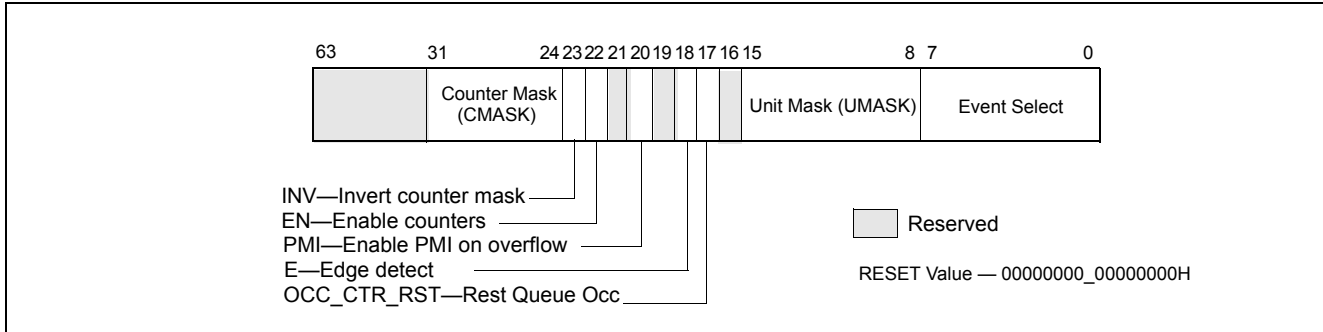 63 31 24 23 22 21 20 19 18 17 16 15 8 7 0
Counter Mask
(CMASK)
Unit Mask (UMASK)
Event Select
INV—Invert counter mask
EN—Enable counters
PMI—Enable PMI on overflow
E—Edge detect
OCC_CTR_RST—Rest Queue Occ
Reserved
RESET Value — 00000000_00000000H